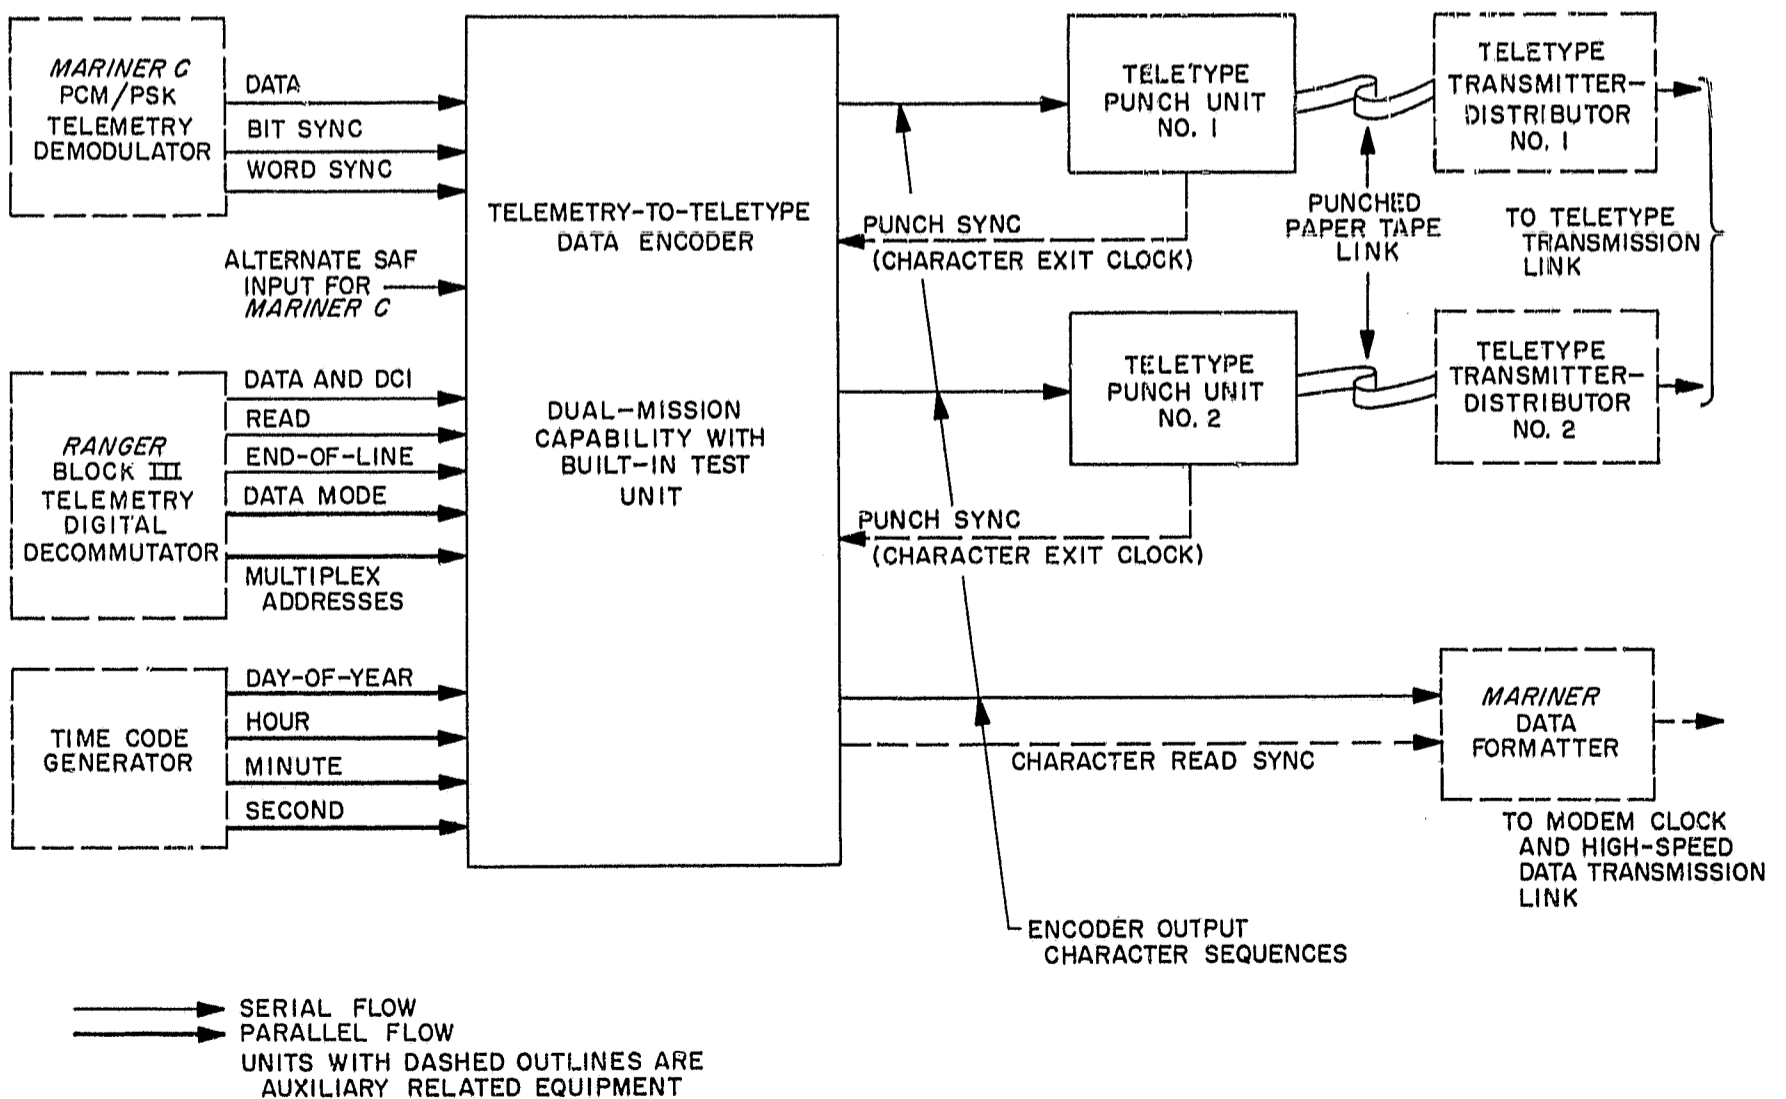 MARINER C
PCM/PSK
TELEMETRY
DEMODULATOR
DATA
BIT SYNC
WORD SYNC
ALTERNATE SAF
INPUT FOR
MARINER C
RANGER
BLOCK III
TELEMETRY
DIGITAL
DECOMMUTATOR
DATA AND DCI
READ
END-OF-LINE
DATA MODE
MULTIPLEX
ADDRESSES
TIME CODE
GENERATOR
DAY-OF-YEAR
HOUR
MINUTE
SECOND
TELEMETRY-TO-TELETYPE
DATA ENCODER
DUAL-MISSION
CAPABILITY WITH
BUILT-IN TEST
UNIT
TELETYPE
PUNCH UNIT
NO. 1
PUNCH SYNC
(CHARACTER EXIT CLOCK)
TELETYPE
PUNCH UNIT
NO. 2
PUNCH SYNC
(CHARACTER EXIT CLOCK)
PUNCHED
PAPER TAPE
LINK
TELETYPE
TRANSMITTER-
DISTRIBUTOR
NO. 1
TO TELETYPE
TRANSMISSION
LINK
TELETYPE
TRANSMITTER-
DISTRIBUTOR
NO. 2
MARINER
DATA
FORMATTER
CHARACTER READ SYNC
TO MODEM CLOCK
AND HIGH-SPEED
DATA TRANSMISSION
LINK
ENCODER OUTPUT
CHARACTER SEQUENCES
SERIAL FLOW
PARALLEL FLOW
UNITS WITH DASHED OUTLINES ARE
AUXILIARY RELATED EQUIPMENT